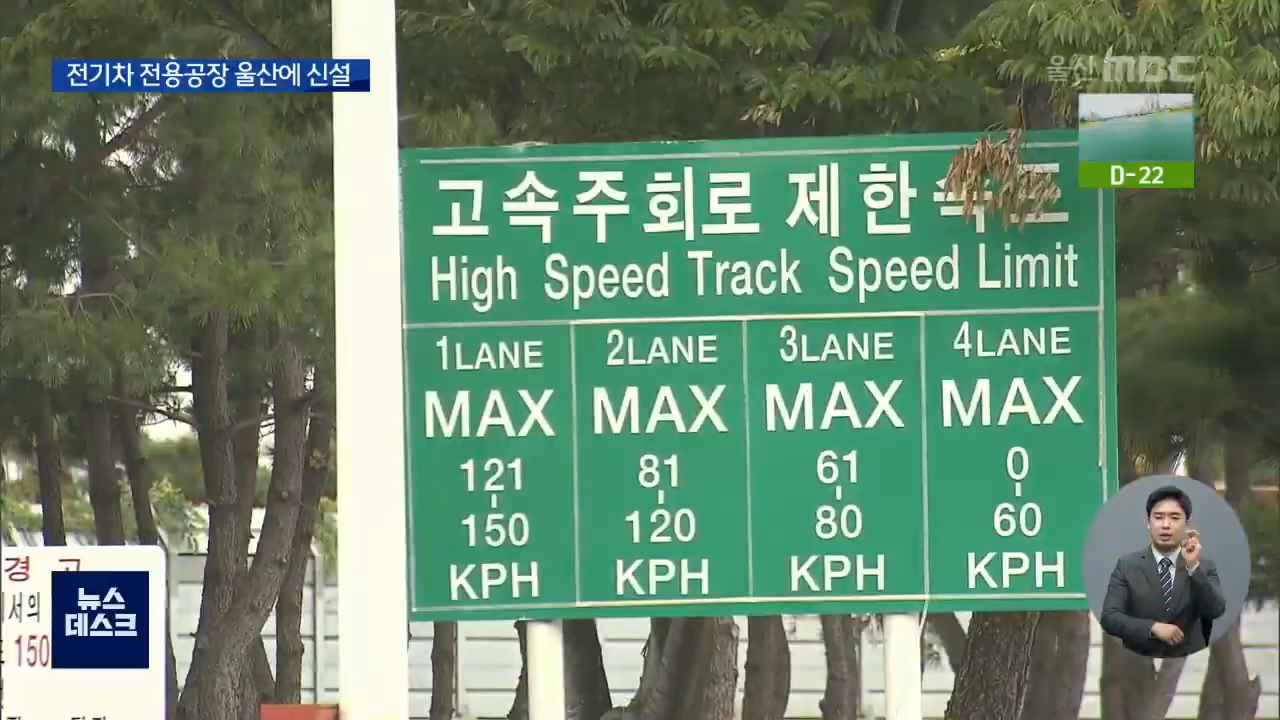 전기차 전용공장 울산에 신설
울산 MBC
D-22
고속주회로 제한
High Speed Track Speed Limit
1LANE
MAX
121
-
150
KPH
2LANE
MAX
81
-
120
KPH
3LANE
MAX
61
-
80
KPH
4LANE
MAX
0
-
60
KPH
경 고
서의
150
뉴스
데스크